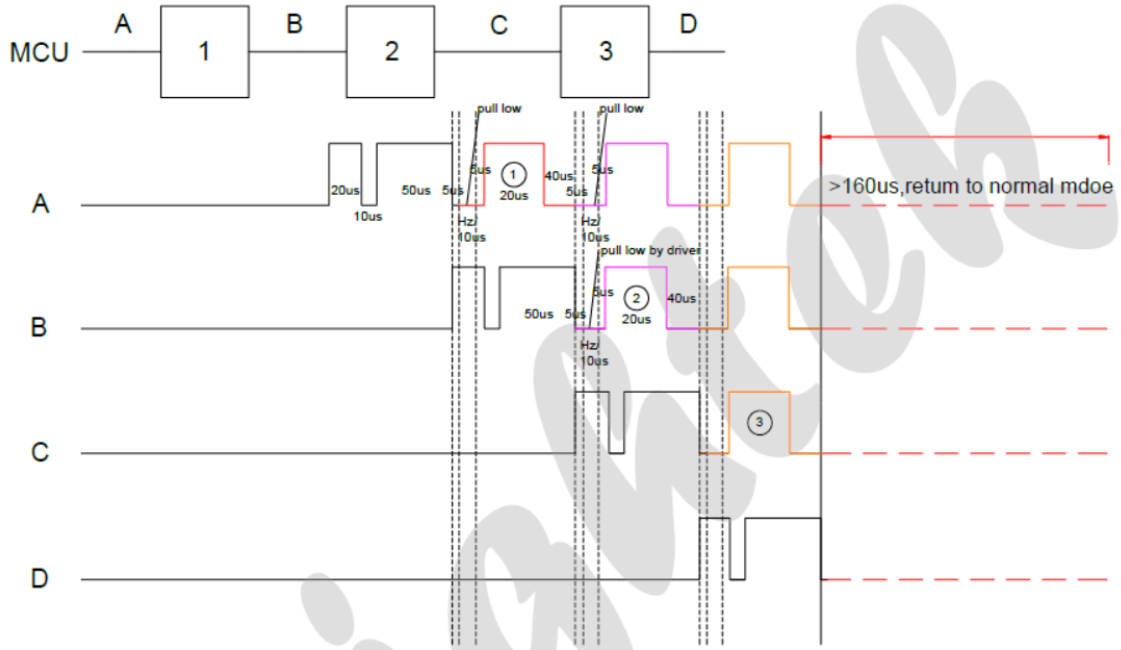 A B C D
MCU 1 2 3
pull low pull low
A 20us 10us 50us 5us 5us ① 20us 40us 5us 5us >160us,retum to normal mdoe
Hz/ Hz/
10us 10us
pull low by driver
B 50us 5us 5us ② 20us 40us
Hz/
10us
C ③
D